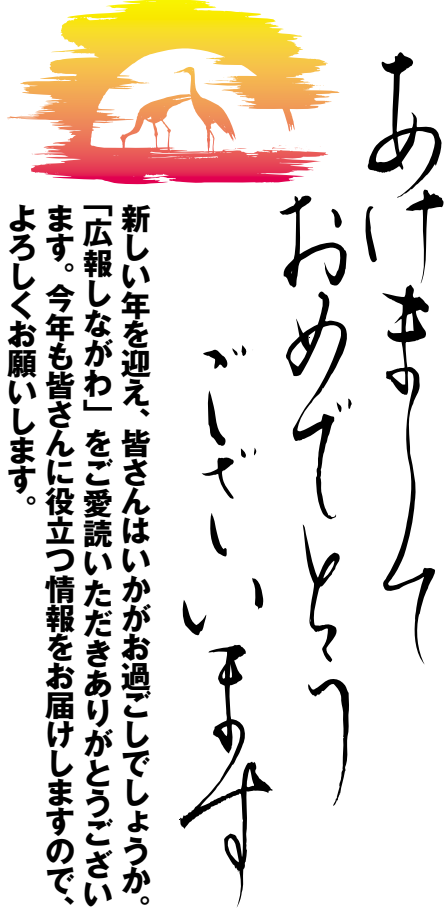 あけまして
おめでとう
ございます
新しい年を迎え、皆さんはいかがお過ごしでしょうか。
「広報しながわ」をご愛読いただきありがとうござい
ます。今年も皆さんに役立つ情報をお届けしますので、
よろしくお願いします。